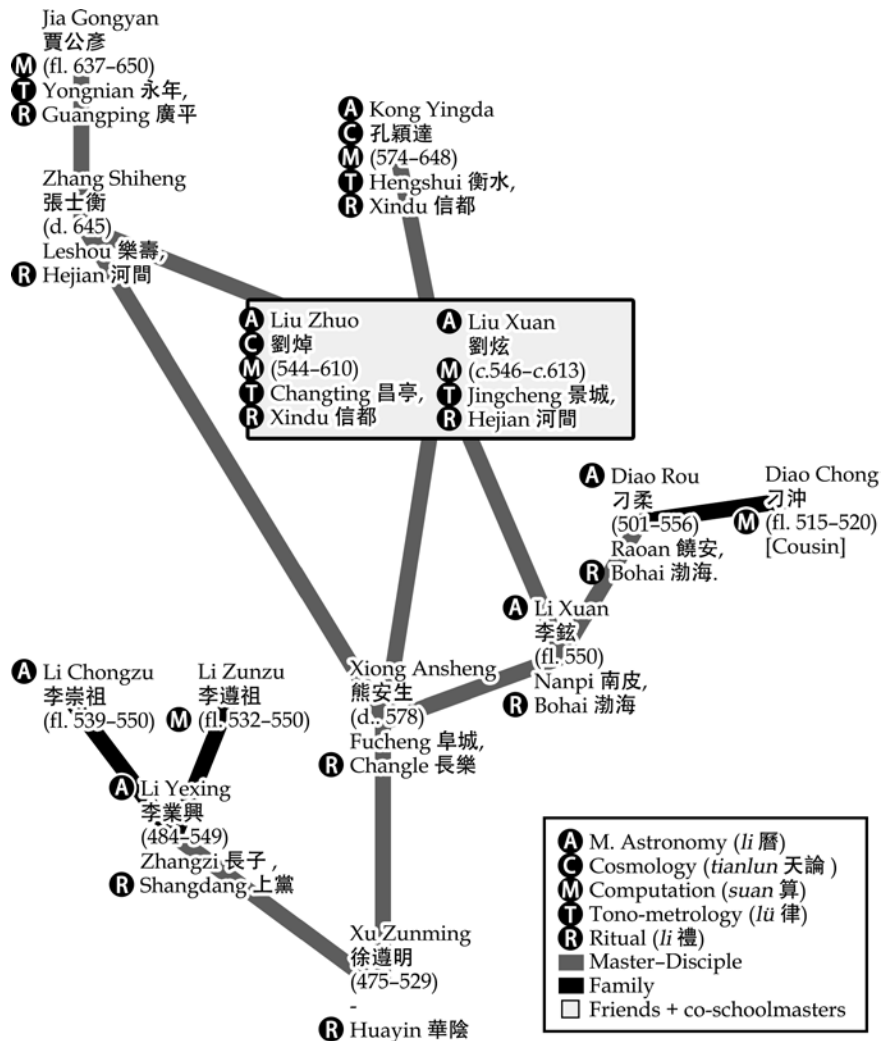 Jia Gongyan
賈公彥
M (fl. 637–650)
T Yongnian 永年,
R Guangping 廣平
Zhang Shiheng
張士衡
(d. 645)
Leshou 樂壽,
R Hejian 河間
A Kong Yingda
C 孔穎達
M (574–648)
T Hengshui 衡水,
R Xindu 信都
A Liu Zhuo
C 劉焯
M (544–610)
T Changting 昌亭,
R Xindu 信都
A Liu Xuan
劉炫
M (c.546–c.613)
T Jingcheng 景城,
R Hejian 河間
A Diao Rou
刁柔
(501–556)
Raoan 饒安,
R Bohai 渤海.
Diao Chong
刁沖
M (fl. 515–520)
[Cousin]
A Li Xuan
李鉉
(fl. 550)
Nanpi 南皮,
R Bohai 渤海
Xiong Ansheng
熊安生
(d.. 578)
Fucheng 阜城,
R Changle 長樂
A Li Chongzu
李崇祖
(fl. 539–550)
Li Zunzu
李遵祖
M (fl. 532–550)
A Li Yexing
李業興
(484–549)
Zhangzi 長子 ,
R Shangdang 上黨
Xu Zunming
徐遵明
(475–529)
-
R Huayin 華陰
A M. Astronomy (li 曆)
C Cosmology (tianlun 天論 )
M Computation (suan 算)
T Tono-metrology (lü 律)
R Ritual (li 禮)
Master–Disciple
Family
Friends + co-schoolmasters